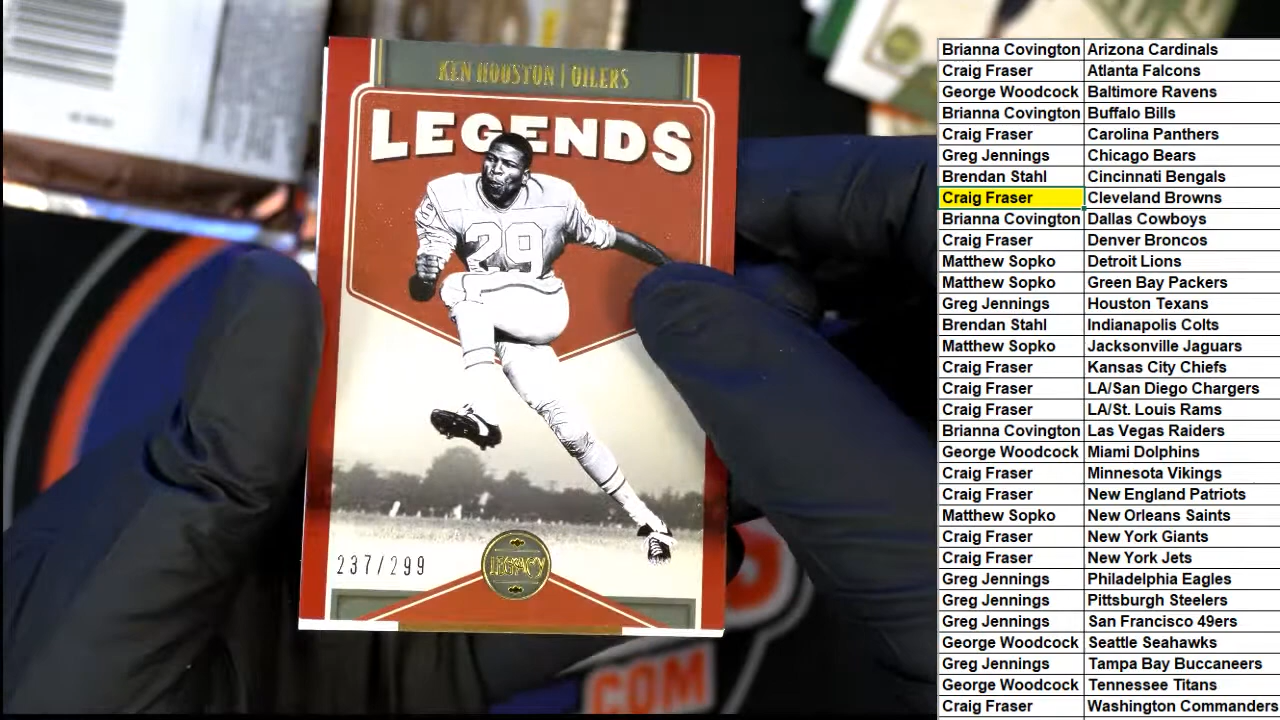 KEN HOUSTON | OILERS
LEGENDS
29
237/299
LEGACY
COM
Brianna Covington Arizona Cardinals
Craig Fraser Atlanta Falcons
George Woodcock Baltimore Ravens
Brianna Covington Buffalo Bills
Craig Fraser Carolina Panthers
Greg Jennings Chicago Bears
Brendan Stahl Cincinnati Bengals
Craig Fraser Cleveland Browns
Brianna Covington Dallas Cowboys
Craig Fraser Denver Broncos
Matthew Sopko Detroit Lions
Matthew Sopko Green Bay Packers
Greg Jennings Houston Texans
Brendan Stahl Indianapolis Colts
Matthew Sopko Jacksonville Jaguars
Craig Fraser Kansas City Chiefs
Craig Fraser LA/San Diego Chargers
Craig Fraser LA/St. Louis Rams
Brianna Covington Las Vegas Raiders
George Woodcock Miami Dolphins
Craig Fraser Minnesota Vikings
Craig Fraser New England Patriots
Matthew Sopko New Orleans Saints
Craig Fraser New York Giants
Craig Fraser New York Jets
Greg Jennings Philadelphia Eagles
Greg Jennings Pittsburgh Steelers
Greg Jennings San Francisco 49ers
George Woodcock Seattle Seahawks
Greg Jennings Tampa Bay Buccaneers
George Woodcock Tennessee Titans
Craig Fraser Washington Commanders